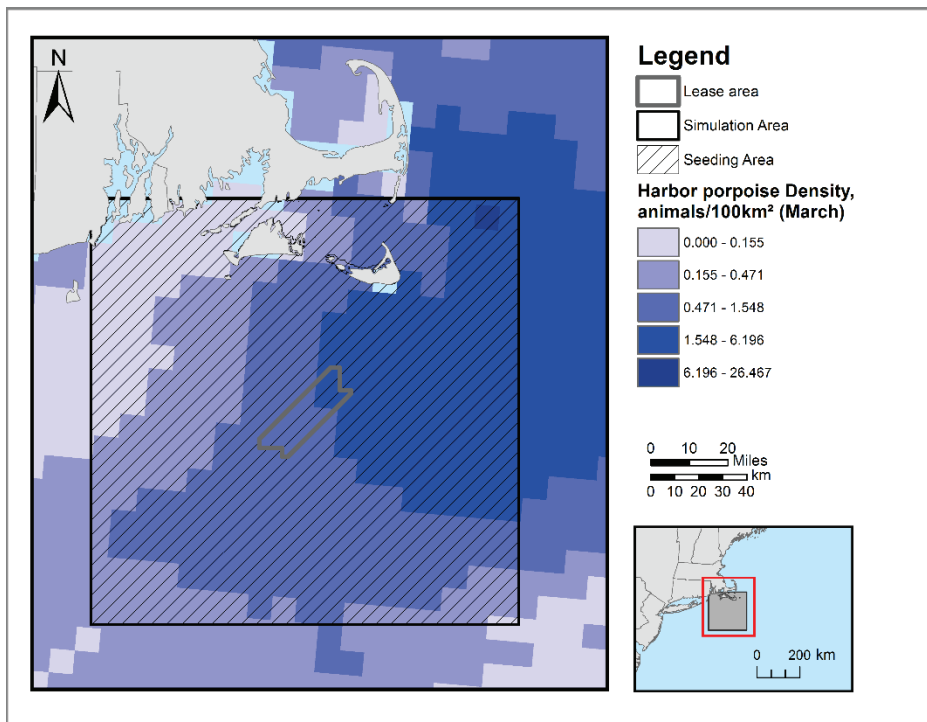 N
Legend
Lease area
Simulation Area
Seeding Area
Harbor porpoise Density,
animals/100km² (March)
0.000 - 0.155
0.155 - 0.471
0.471 - 1.548
1.548 - 6.196
6.196 - 26.467
0 10 20
Miles
km
0 10 20 30 40
0 200 km